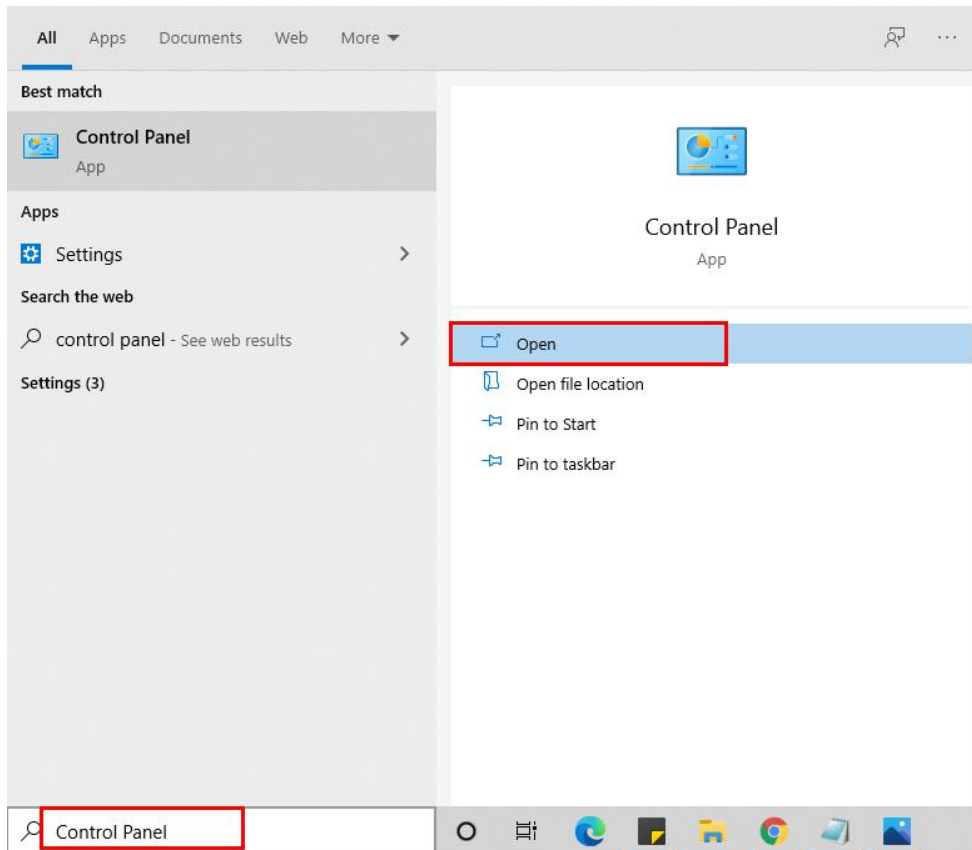 All Apps Documents Web More
Best match
Control Panel
App
Apps
Settings
Search the web
control panel - See web results
Settings (3)
Control Panel
App
Open
Open file location
Pin to Start
Pin to taskbar
Control Panel